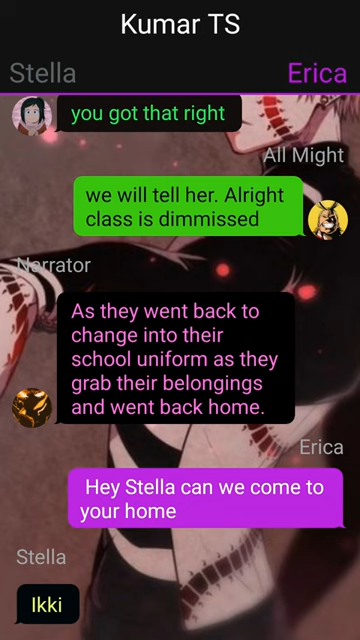 Kumar TS
Stella
Erica
you got that right
All Might
we will tell her. Alright
class is dimmissed
Narrator
As they went back to
change into their
school uniform as they
grab their belongings
and went back home.
Erica
Hey Stella can we come to
your home
Stella
Ikki